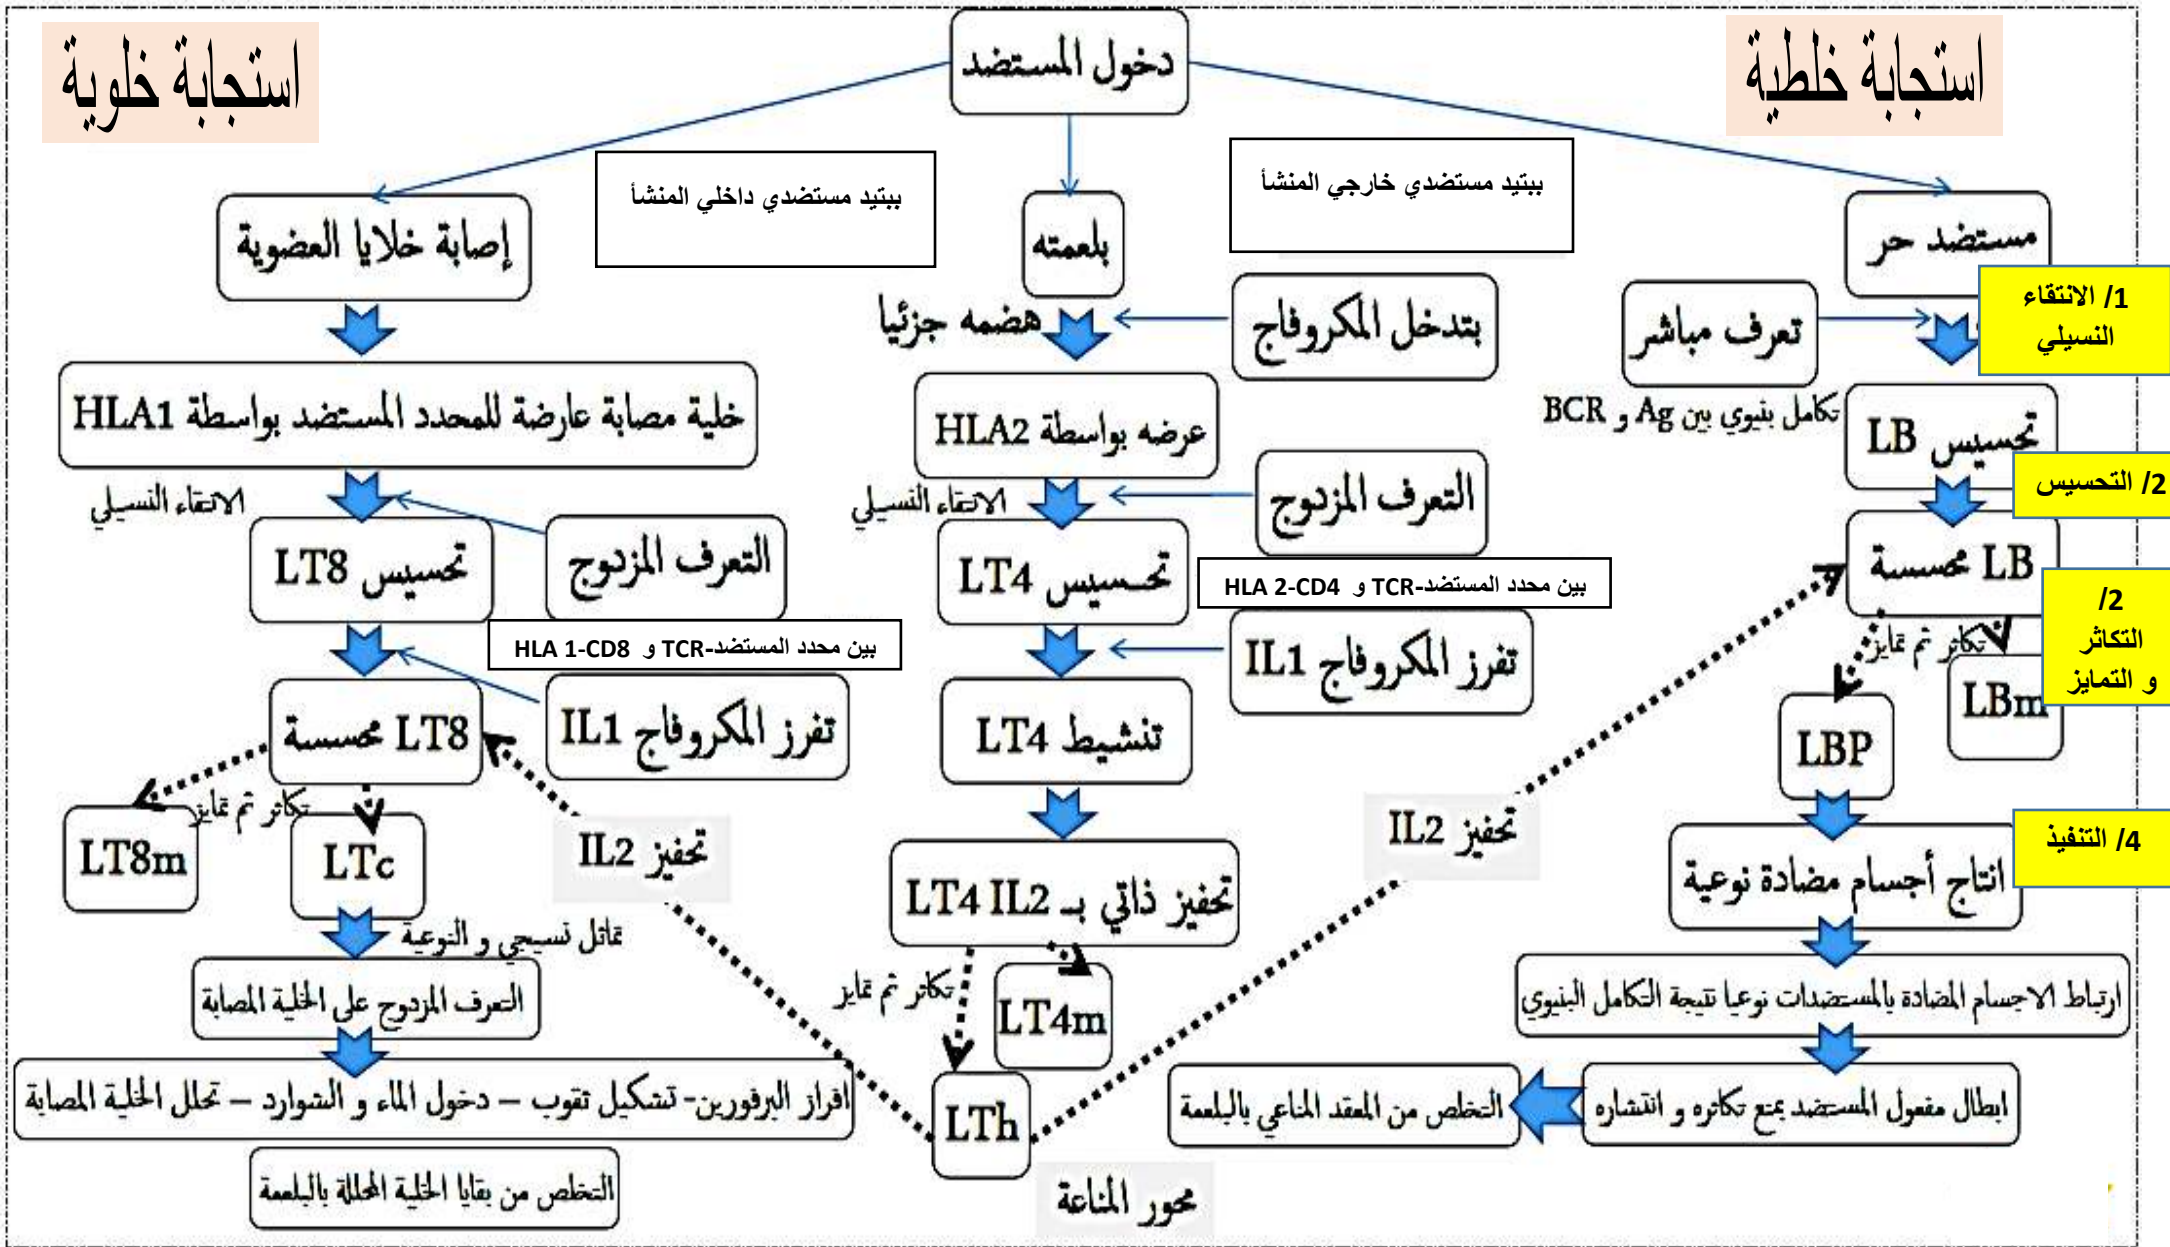 استجابة خلطية
استجابة خلوية
دخول المستضد
ببتيد مستضدي خارجي المنشأ
ببتيد مستضدي داخلي المنشأ
مستضد حر
بلعمته
إصابة خلايا العضوية
1/ الانتقاء
النسيلي
تعرف مباشر
بتدخل المكروفاج
هضمه جزئيا
تكامل بنيوي بين Ag و BCR
تحسيس LB
عرضه بواسطة HLA2
خلية مصابة عارضة للمحدد المستضد بواسطة HLA1
2/ التحسيس
التعرف المزدوج
الانتقاء النسيلي
الانتقاء النسيلي
LB محسسة
تحسيس LT4
التعرف المزدوج
تحسيس LT8
بين محدد المستضد-TCR و HLA 2-CD4
2/
التكاثر
و التمايز
تكاثر تم تمايز
بين محدد المستضد-TCR و HLA 1-CD8
تفرز المكروفاج IL1
LBm
LBP
تنشيط LT4
تفرز المكروفاج IL1
LT8 محسسة
تكاثر تم تمايز
تحفيز IL2
تحفيز IL2
4/ التنفيذ
LT8m
LTc
انتاج أجسام مضادة نوعية
تحفيز ذاتي بـ LT4 IL2
تماثل نسيجي و النوعية
تكاثر تم تمايز
LT4m
التعرف المزدوج على الخلية المصابة
ارتباط الاجسام المضادة بالمستضدات نوعيا نتيجة التكامل البنيوي
LTh
افراز البرفورين- تشكيل ثقوب – دخول الماء و الشوارد – تحلل الخلية المصابة
ابطال مفعول المستضد بمنع تكاثره و انتشاره
التخلص من المعقد المناعي بالبلعمة
التخلص من بقايا الخلية المحللة بالبلعمة
محور المناعة